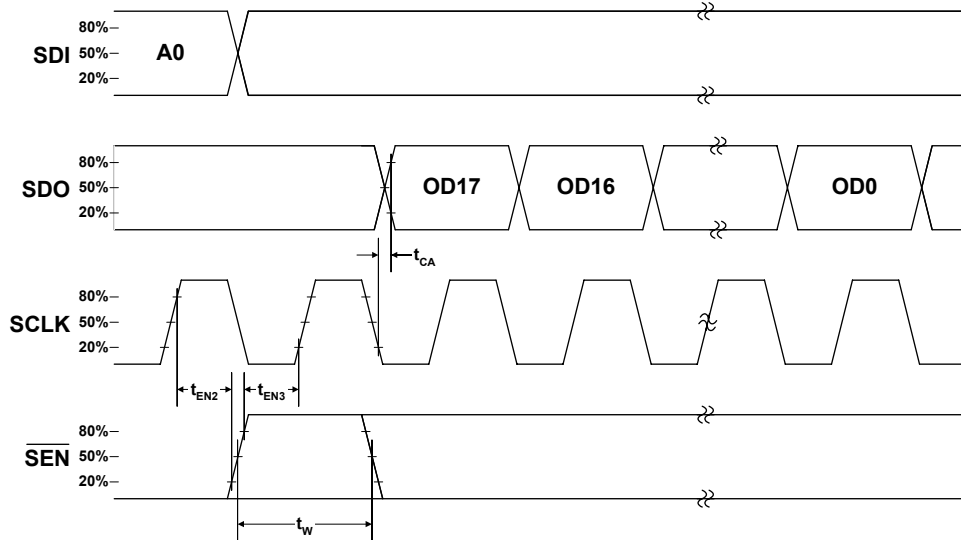 80%
SDI 50% A0
20%
80%
SDO 50% OD17 OD16 OD0
20%
tCA
80%
SCLK 50%
20%
tEN2 tEN3
80%
SEN 50%
20%
tW